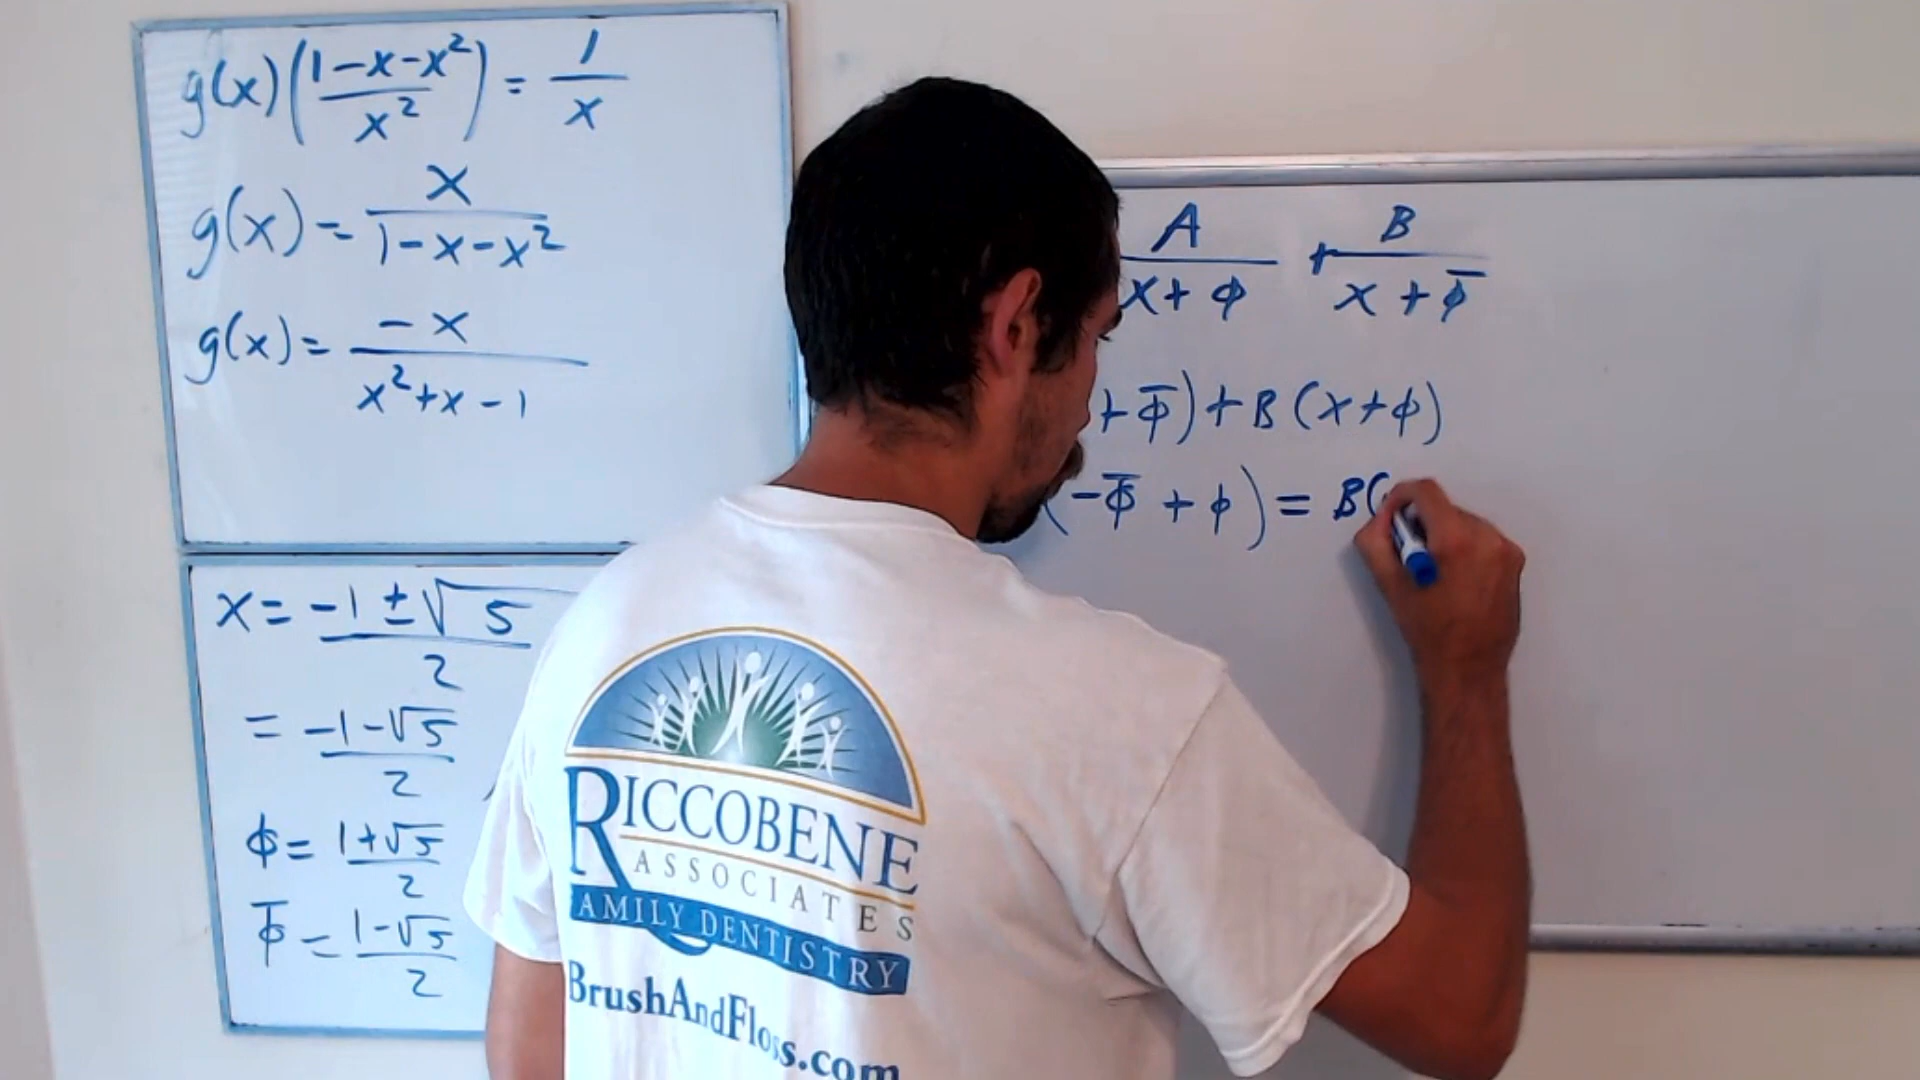 g(x)(1-x-x²/x²) = 1/x
g(x) = x/1-x-x²
g(x) = -x/x²+x-1
x = -1±√5/2
= -1-√5/2
ϕ = 1+√5/2
ϕ̅ = 1-√5/2
A/x+ϕ + B/x+ϕ̅
+ϕ̅)+B(x+ϕ)
(-ϕ̅+ϕ) = B(
RICCOBENE
ASSOCIATES
FAMILY DENTISTRY
BrushAndFloss.com